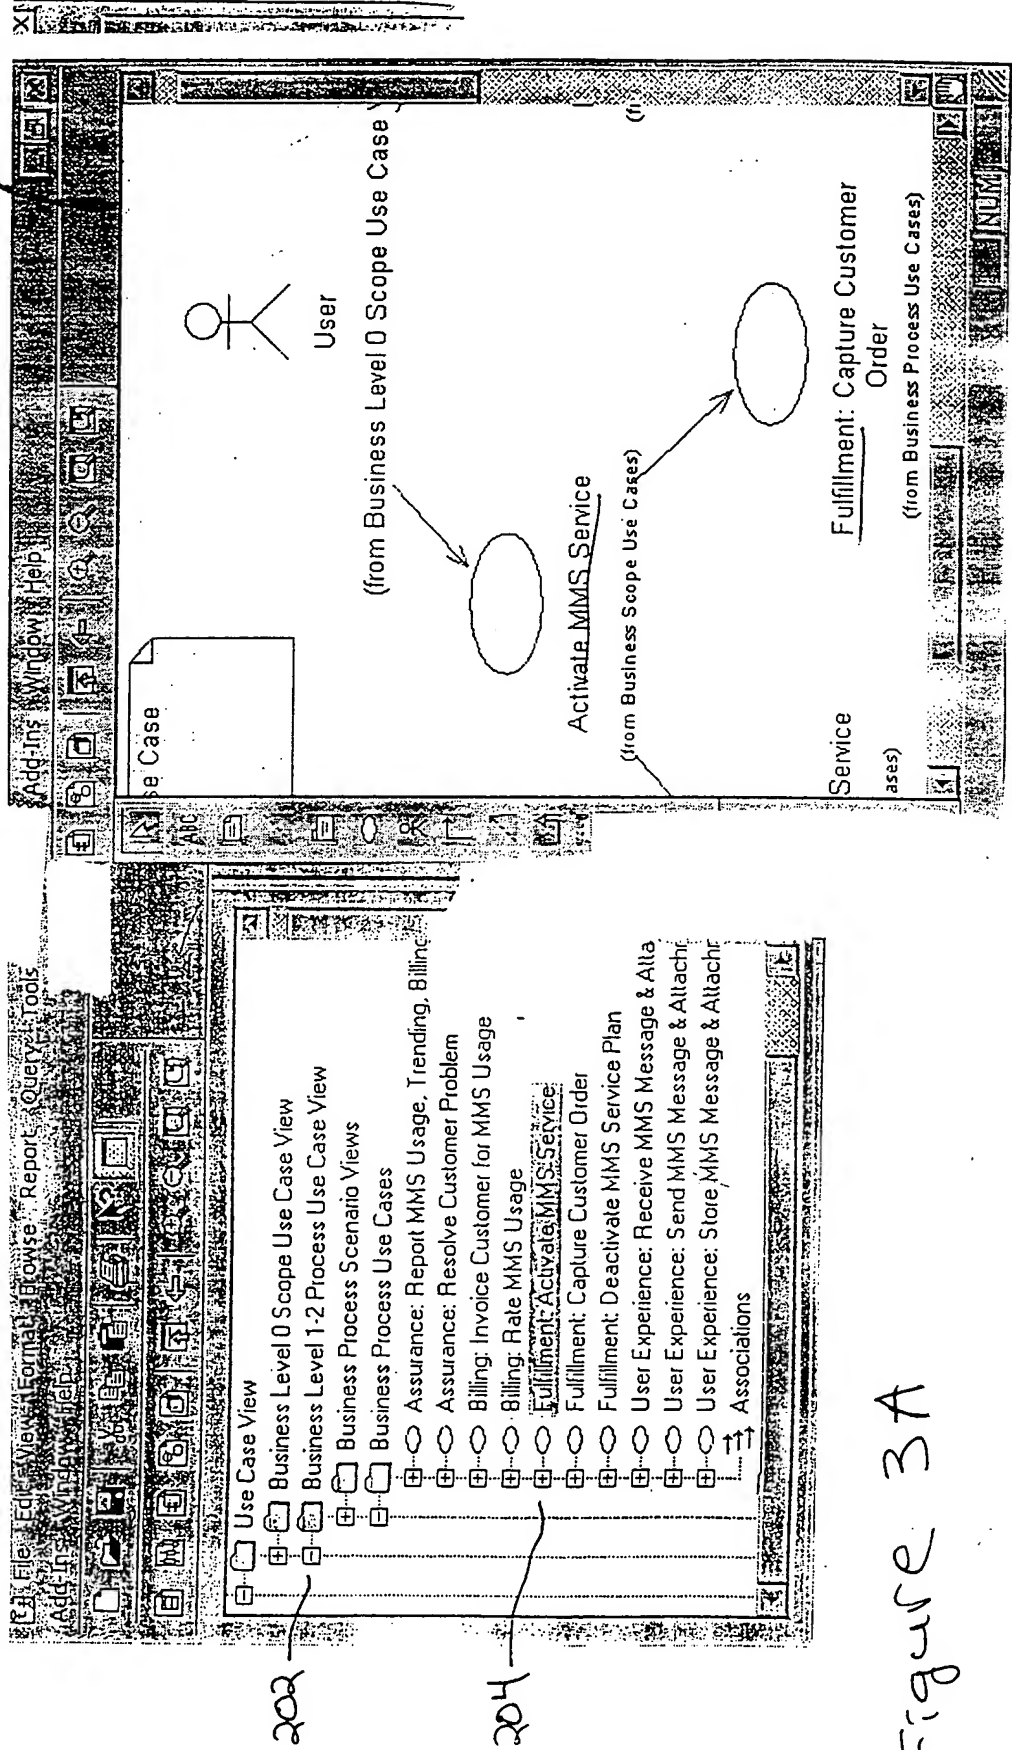 File Edit View Format Browse Report Query Tools
Add-Ins Window Help
Use Case View
Business Level 0 Scope Use Case View
Business Level 1-2 Process Use Case View
Business Process Scenario Views
Business Process Use Cases
Assurance: Report MMS Usage, Trending, Billing
Assurance: Resolve Customer Problem
Billing: Invoice Customer for MMS Usage
Billing: Rate MMS Usage
Fulfillment: Activate MMS Service
Fulfillment: Capture Customer Order
Fulfillment: Deactivate MMS Service Plan
User Experience: Receive MMS Message & Atta
User Experience: Send MMS Message & Attachm
User Experience: Store MMS Message & Attachm
Associations
202
204
Add-Ins Window Help
ABC
se Case
User
(from Business Level 0 Scope Use Case
Activate MMS Service
(from Business Scope Use Cases)
(fi
Service
ases)
Fulfillment: Capture Customer
Order
(from Business Process Use Cases)
NUM
Figure 3A